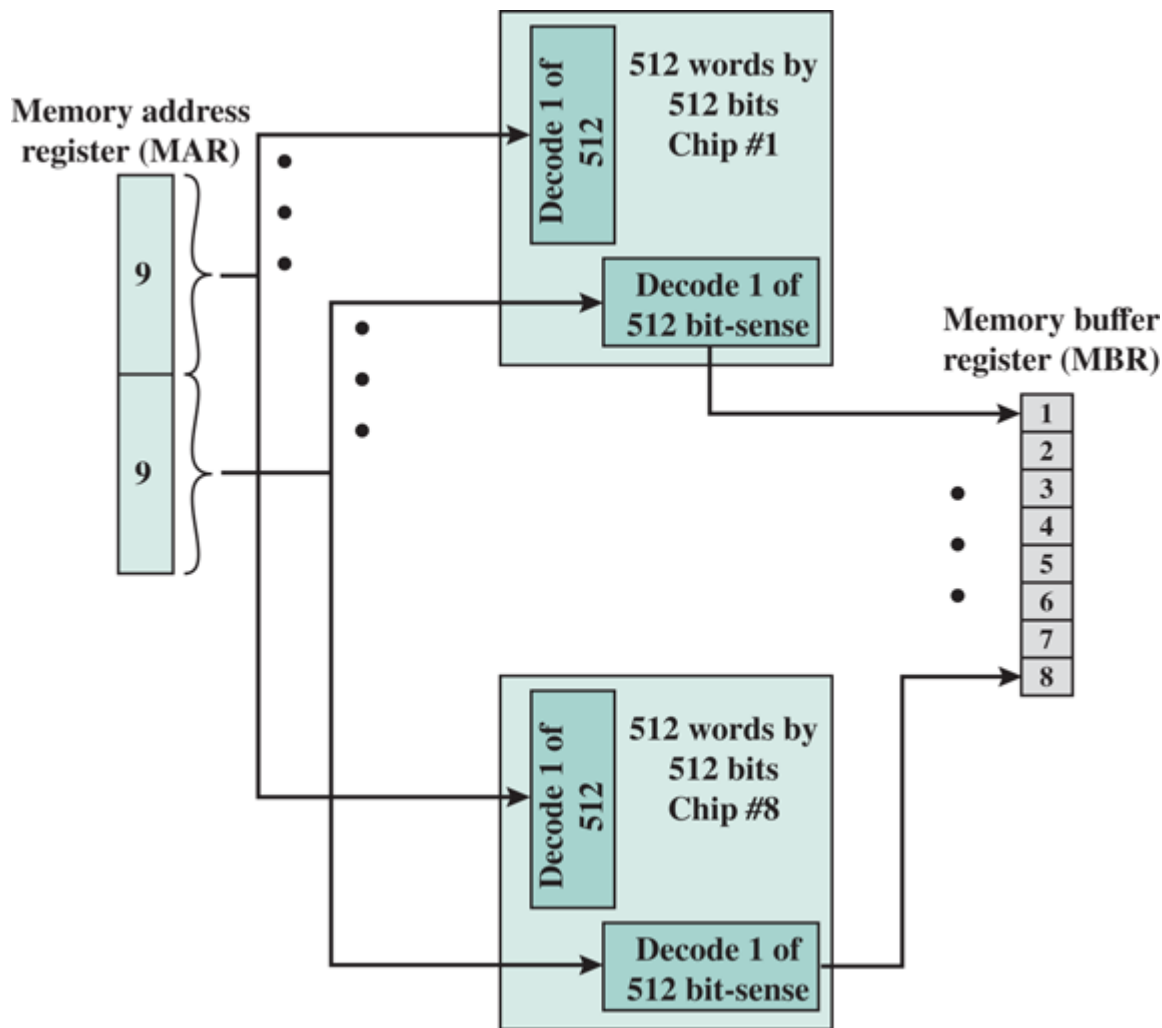 Memory address
register (MAR)
9
9
Decode 1 of
512
512 words by
512 bits
Chip #1
Decode 1 of
512 bit-sense
Memory buffer
register (MBR)
1
2
3
4
5
6
7
8
Decode 1 of
512
512 words by
512 bits
Chip #8
Decode 1 of
512 bit-sense